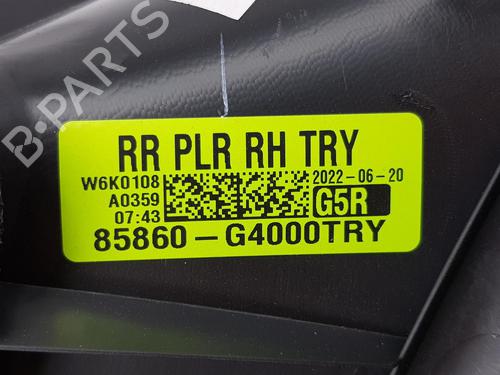 B-PARTS
RR PLR RH TRY
W6K0108 2022-06-20
A0359 G5R
07:43
85860-G4000TRY